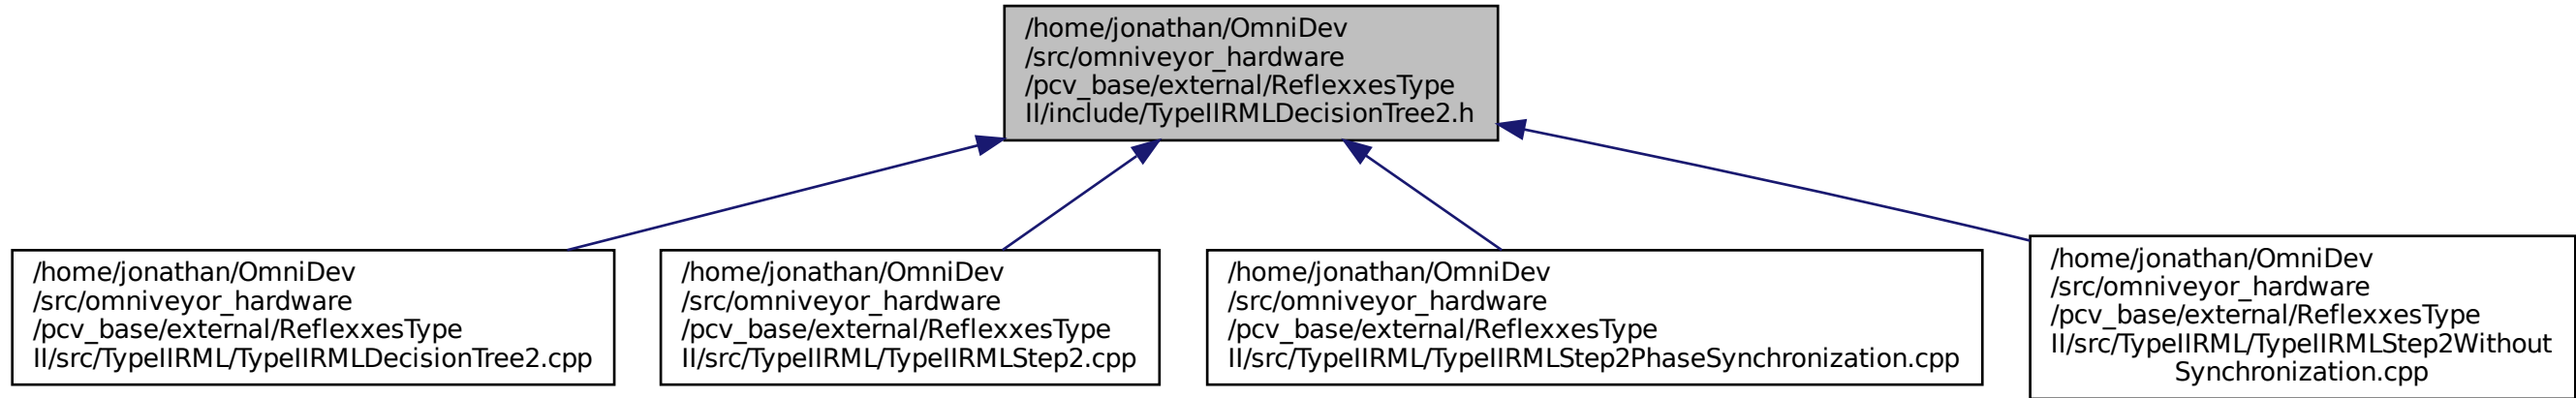 /home/jonathan/OmniDev
/src/omniveyor_hardware
/pcv_base/external/ReflexxesType
II/include/TypeIIRMLDecisionTree2.h
/home/jonathan/OmniDev
/src/omniveyor_hardware
/pcv_base/external/ReflexxesType
II/src/TypeIIRML/TypeIIRMLDecisionTree2.cpp
/home/jonathan/OmniDev
/src/omniveyor_hardware
/pcv_base/external/ReflexxesType
II/src/TypeIIRML/TypeIIRMLStep2.cpp
/home/jonathan/OmniDev
/src/omniveyor_hardware
/pcv_base/external/ReflexxesType
II/src/TypeIIRML/TypeIIRMLStep2PhaseSynchronization.cpp
/home/jonathan/OmniDev
/src/omniveyor_hardware
/pcv_base/external/ReflexxesType
II/src/TypeIIRML/TypeIIRMLStep2Without
Synchronization.cpp